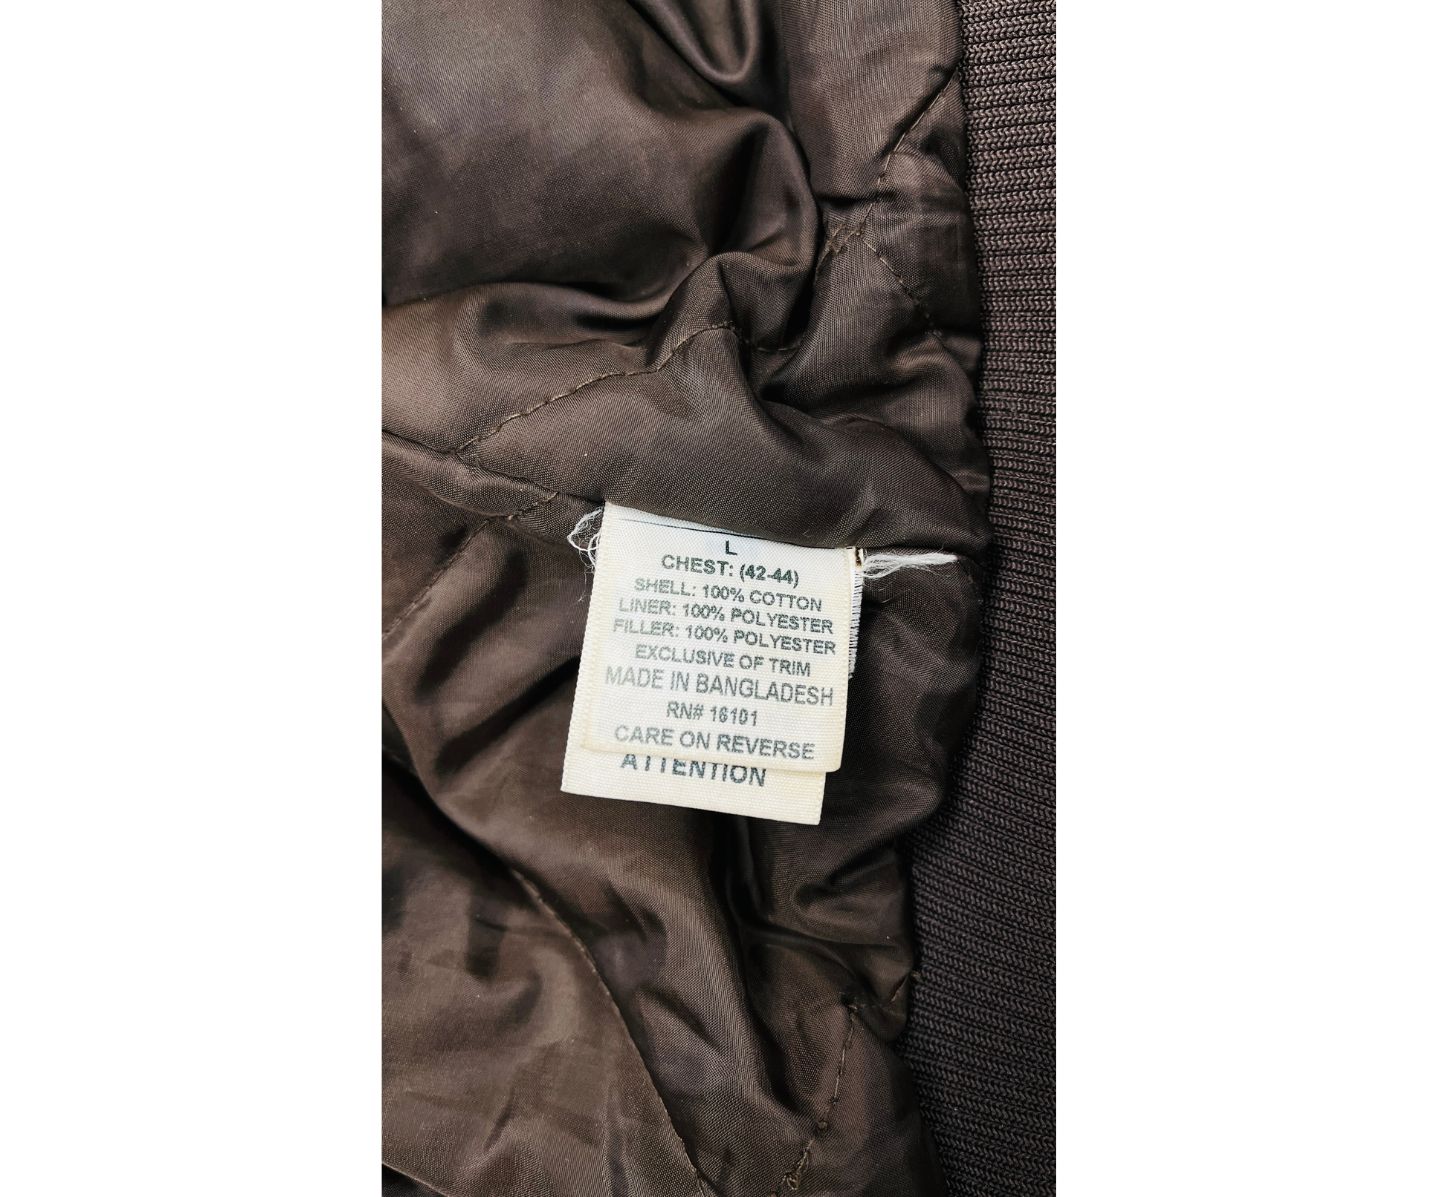 L
CHEST: (42-44)
SHELL: 100% COTTON
LINER: 100% POLYESTER
FILLER: 100% POLYESTER
EXCLUSIVE OF TRIM
MADE IN BANGLADESH
RN# 16101
CARE ON REVERSE
ATTENTION